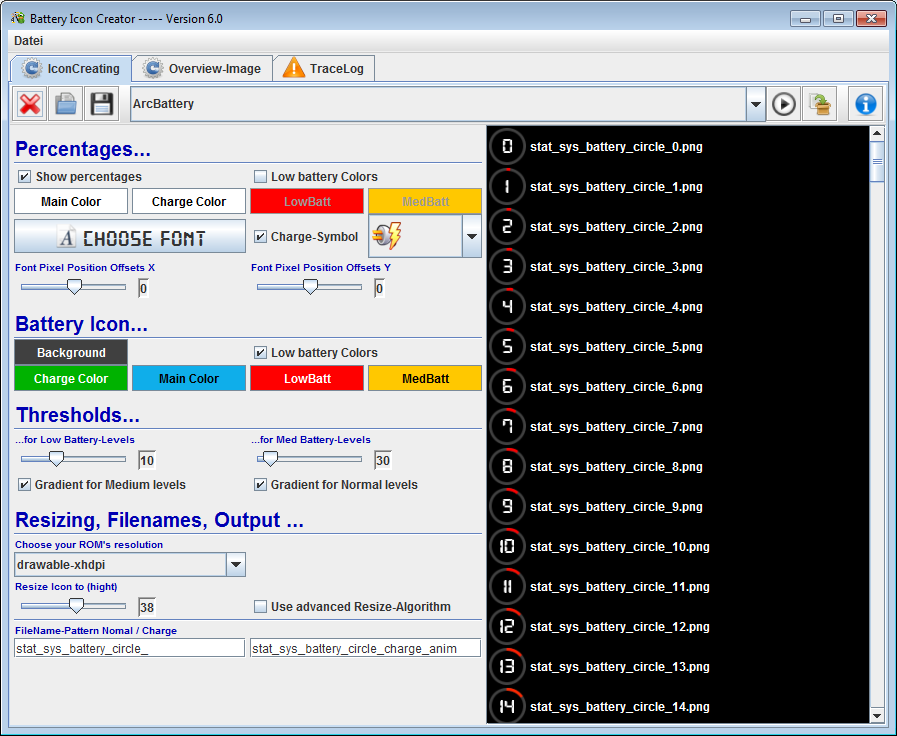 Battery Icon Creator ----- Version 6.0
Datei
IconCreating Overview-Image TraceLog
ArcBattery
Percentages...
Show percentages Low battery Colors
Main Color Charge Color LowBatt MedBatt
A CHOOSE FONT Charge-Symbol
Font Pixel Position Offsets X Font Pixel Position Offsets Y
0 0
Battery Icon...
Background Low battery Colors
Charge Color Main Color LowBatt MedBatt
Thresholds...
...for Low Battery-Levels ...for Med Battery-Levels
10 30
Gradient for Medium levels Gradient for Normal levels
Resizing, Filenames, Output ...
Choose your ROM's resolution
drawable-xhdpi
Resize Icon to (hight)
38 Use advanced Resize-Algorithm
FileName-Pattern Nomal / Charge
stat_sys_battery_circle_ stat_sys_battery_circle_charge_anim
0 stat_sys_battery_circle_0.png
1 stat_sys_battery_circle_1.png
2 stat_sys_battery_circle_2.png
3 stat_sys_battery_circle_3.png
4 stat_sys_battery_circle_4.png
5 stat_sys_battery_circle_5.png
6 stat_sys_battery_circle_6.png
7 stat_sys_battery_circle_7.png
8 stat_sys_battery_circle_8.png
9 stat_sys_battery_circle_9.png
10 stat_sys_battery_circle_10.png
11 stat_sys_battery_circle_11.png
12 stat_sys_battery_circle_12.png
13 stat_sys_battery_circle_13.png
14 stat_sys_battery_circle_14.png